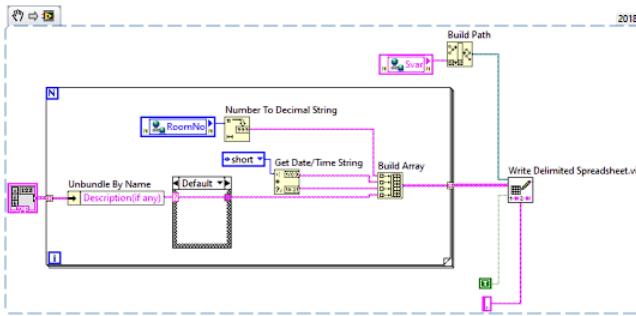 2018
Build Path
Svar
N
Number To Decimal String
RoomNo
short
Get Date/Time String
Build Array
Write Delimited Spreadsheet.vi
Unbundle By Name
Default
Description(if any)
i
T
,